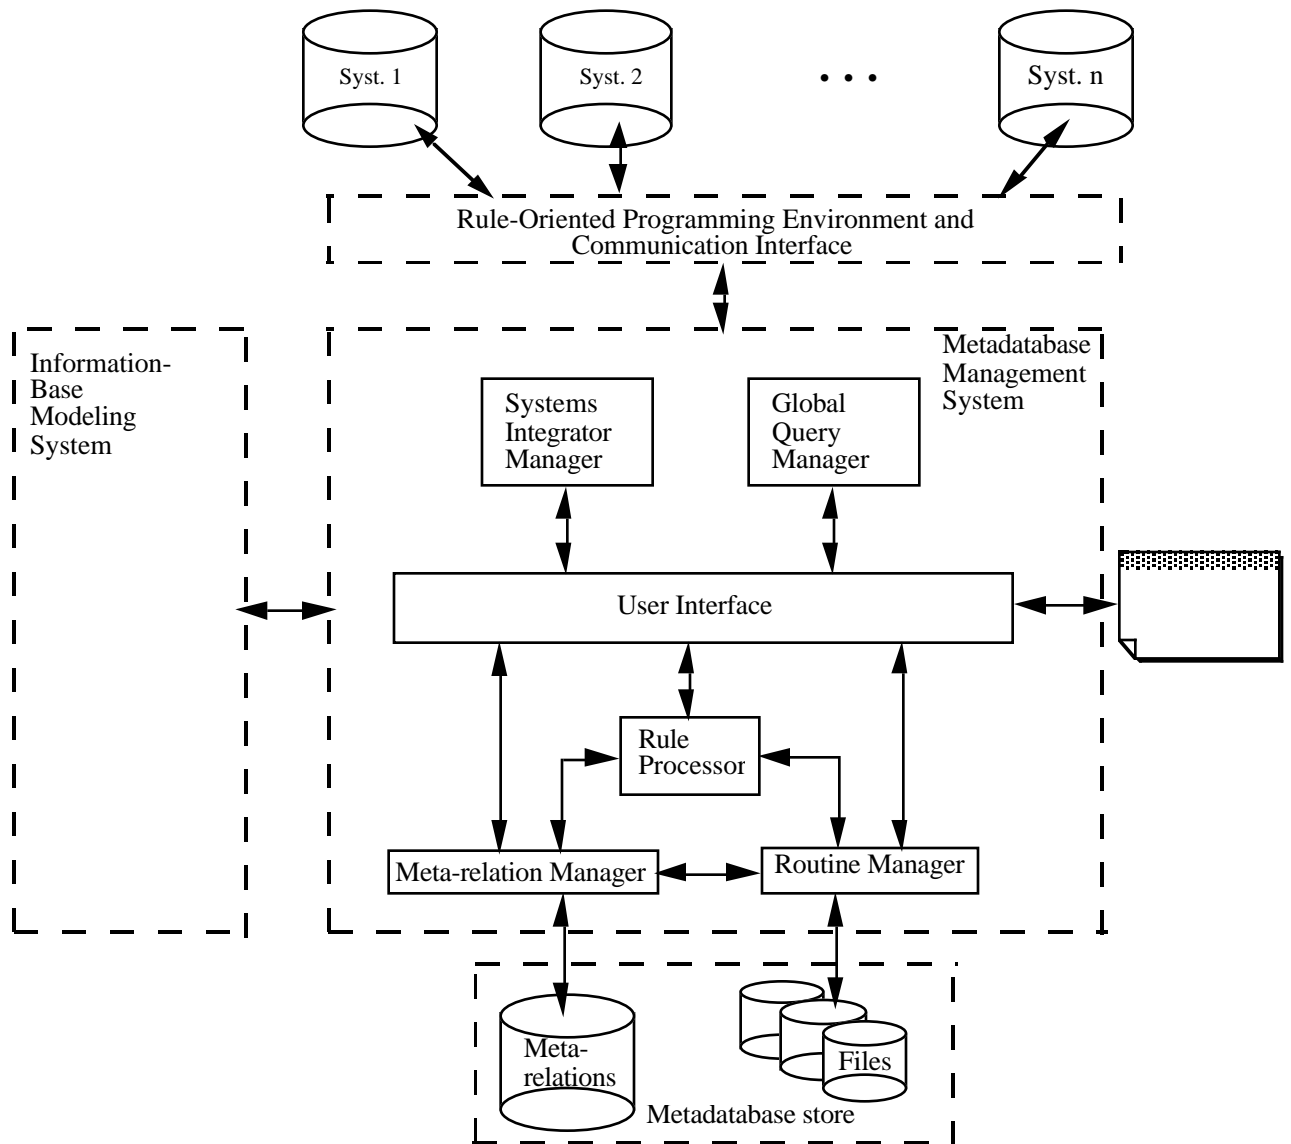 Syst. 1
Syst. 2
• • •
Syst. n
Rule-Oriented Programming Environment and
Communication Interface
Information-
Base
Modeling
System
Metadatabase
Management
System
Systems
Integrator
Manager
Global
Query
Manager
User Interface
Rule
Processor
Meta-relation Manager
Routine Manager
Meta-
relations
Files
Metadatabase store